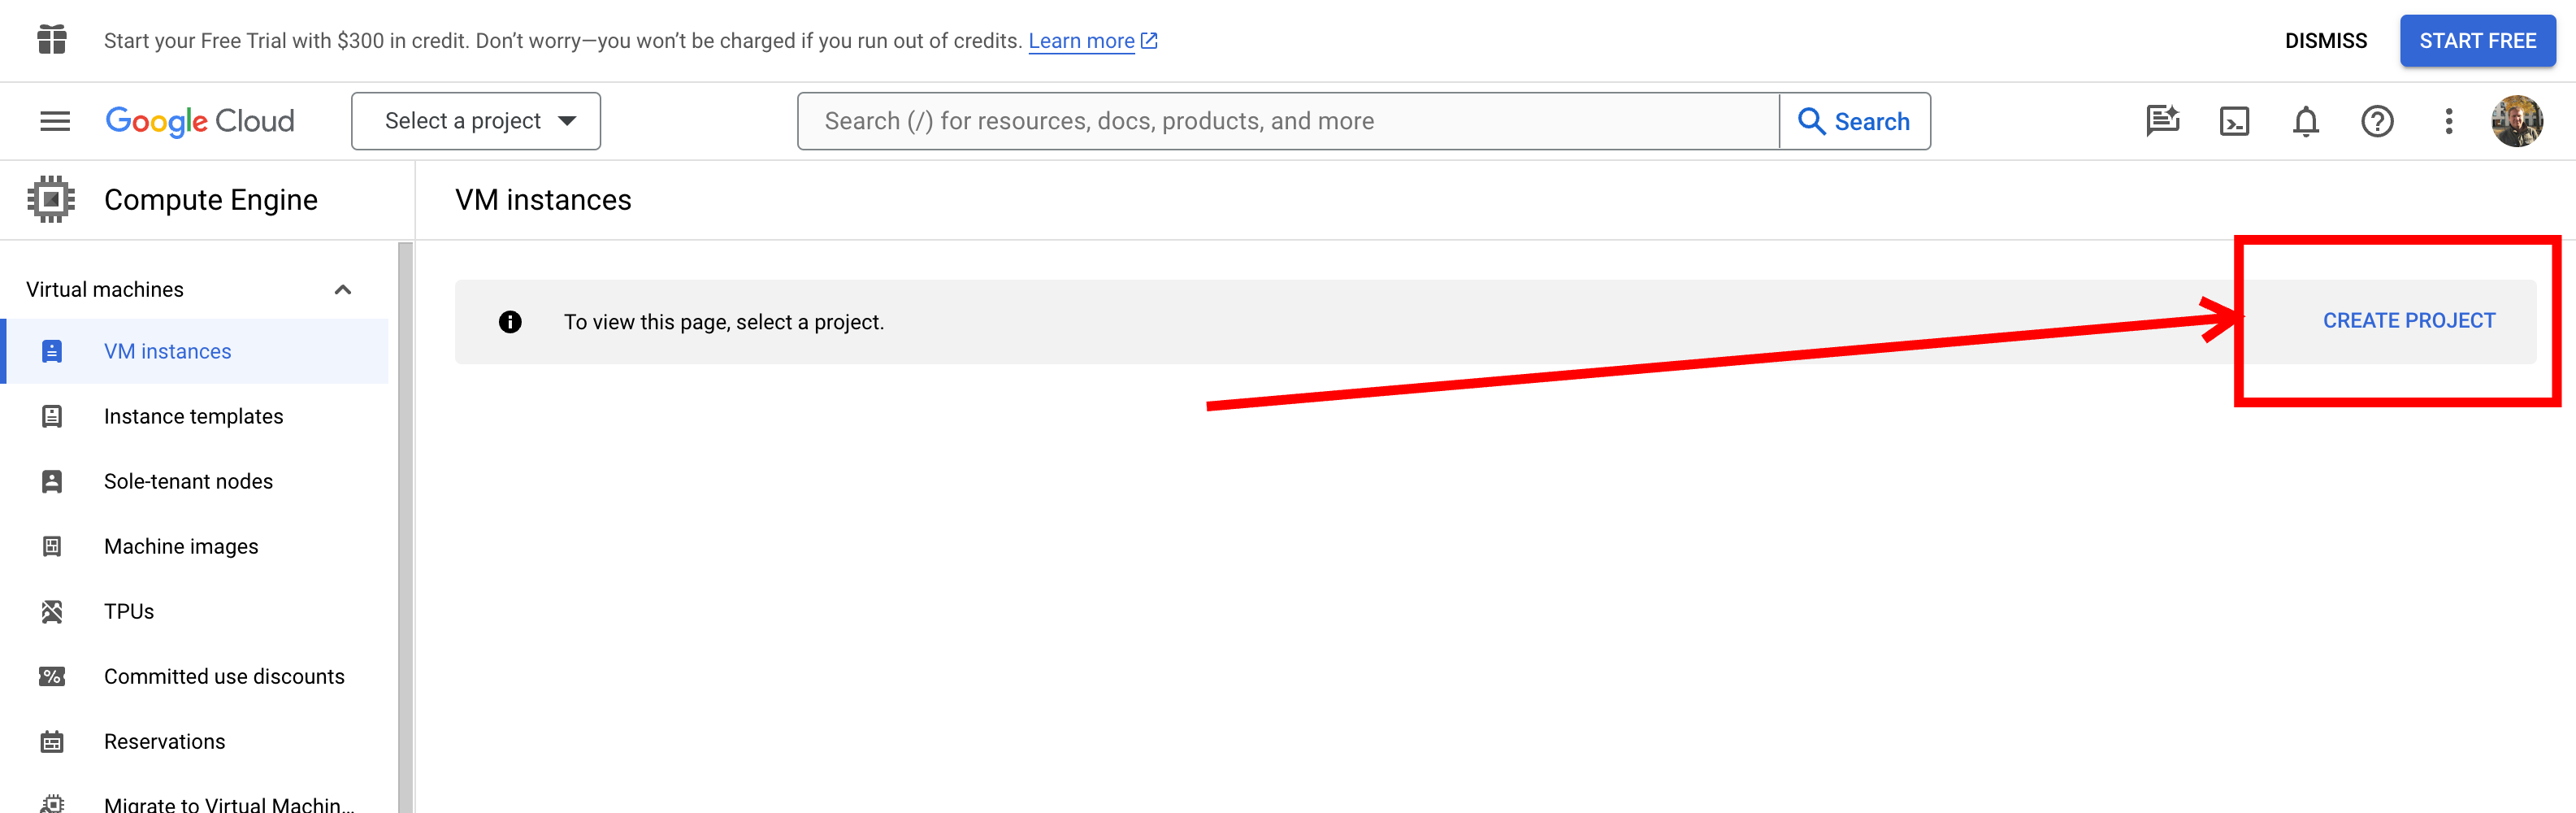 Start your Free Trial with $300 in credit. Don’t worry—you won’t be charged if you run out of credits. Learn more
DISMISS
START FREE
Google Cloud
Select a project
Search (/) for resources, docs, products, and more
Search
Compute Engine
VM instances
Virtual machines
VM instances
Instance templates
Sole-tenant nodes
Machine images
TPUs
Committed use discounts
Reservations
Migrate to Virtual Machin...
To view this page, select a project.
CREATE PROJECT